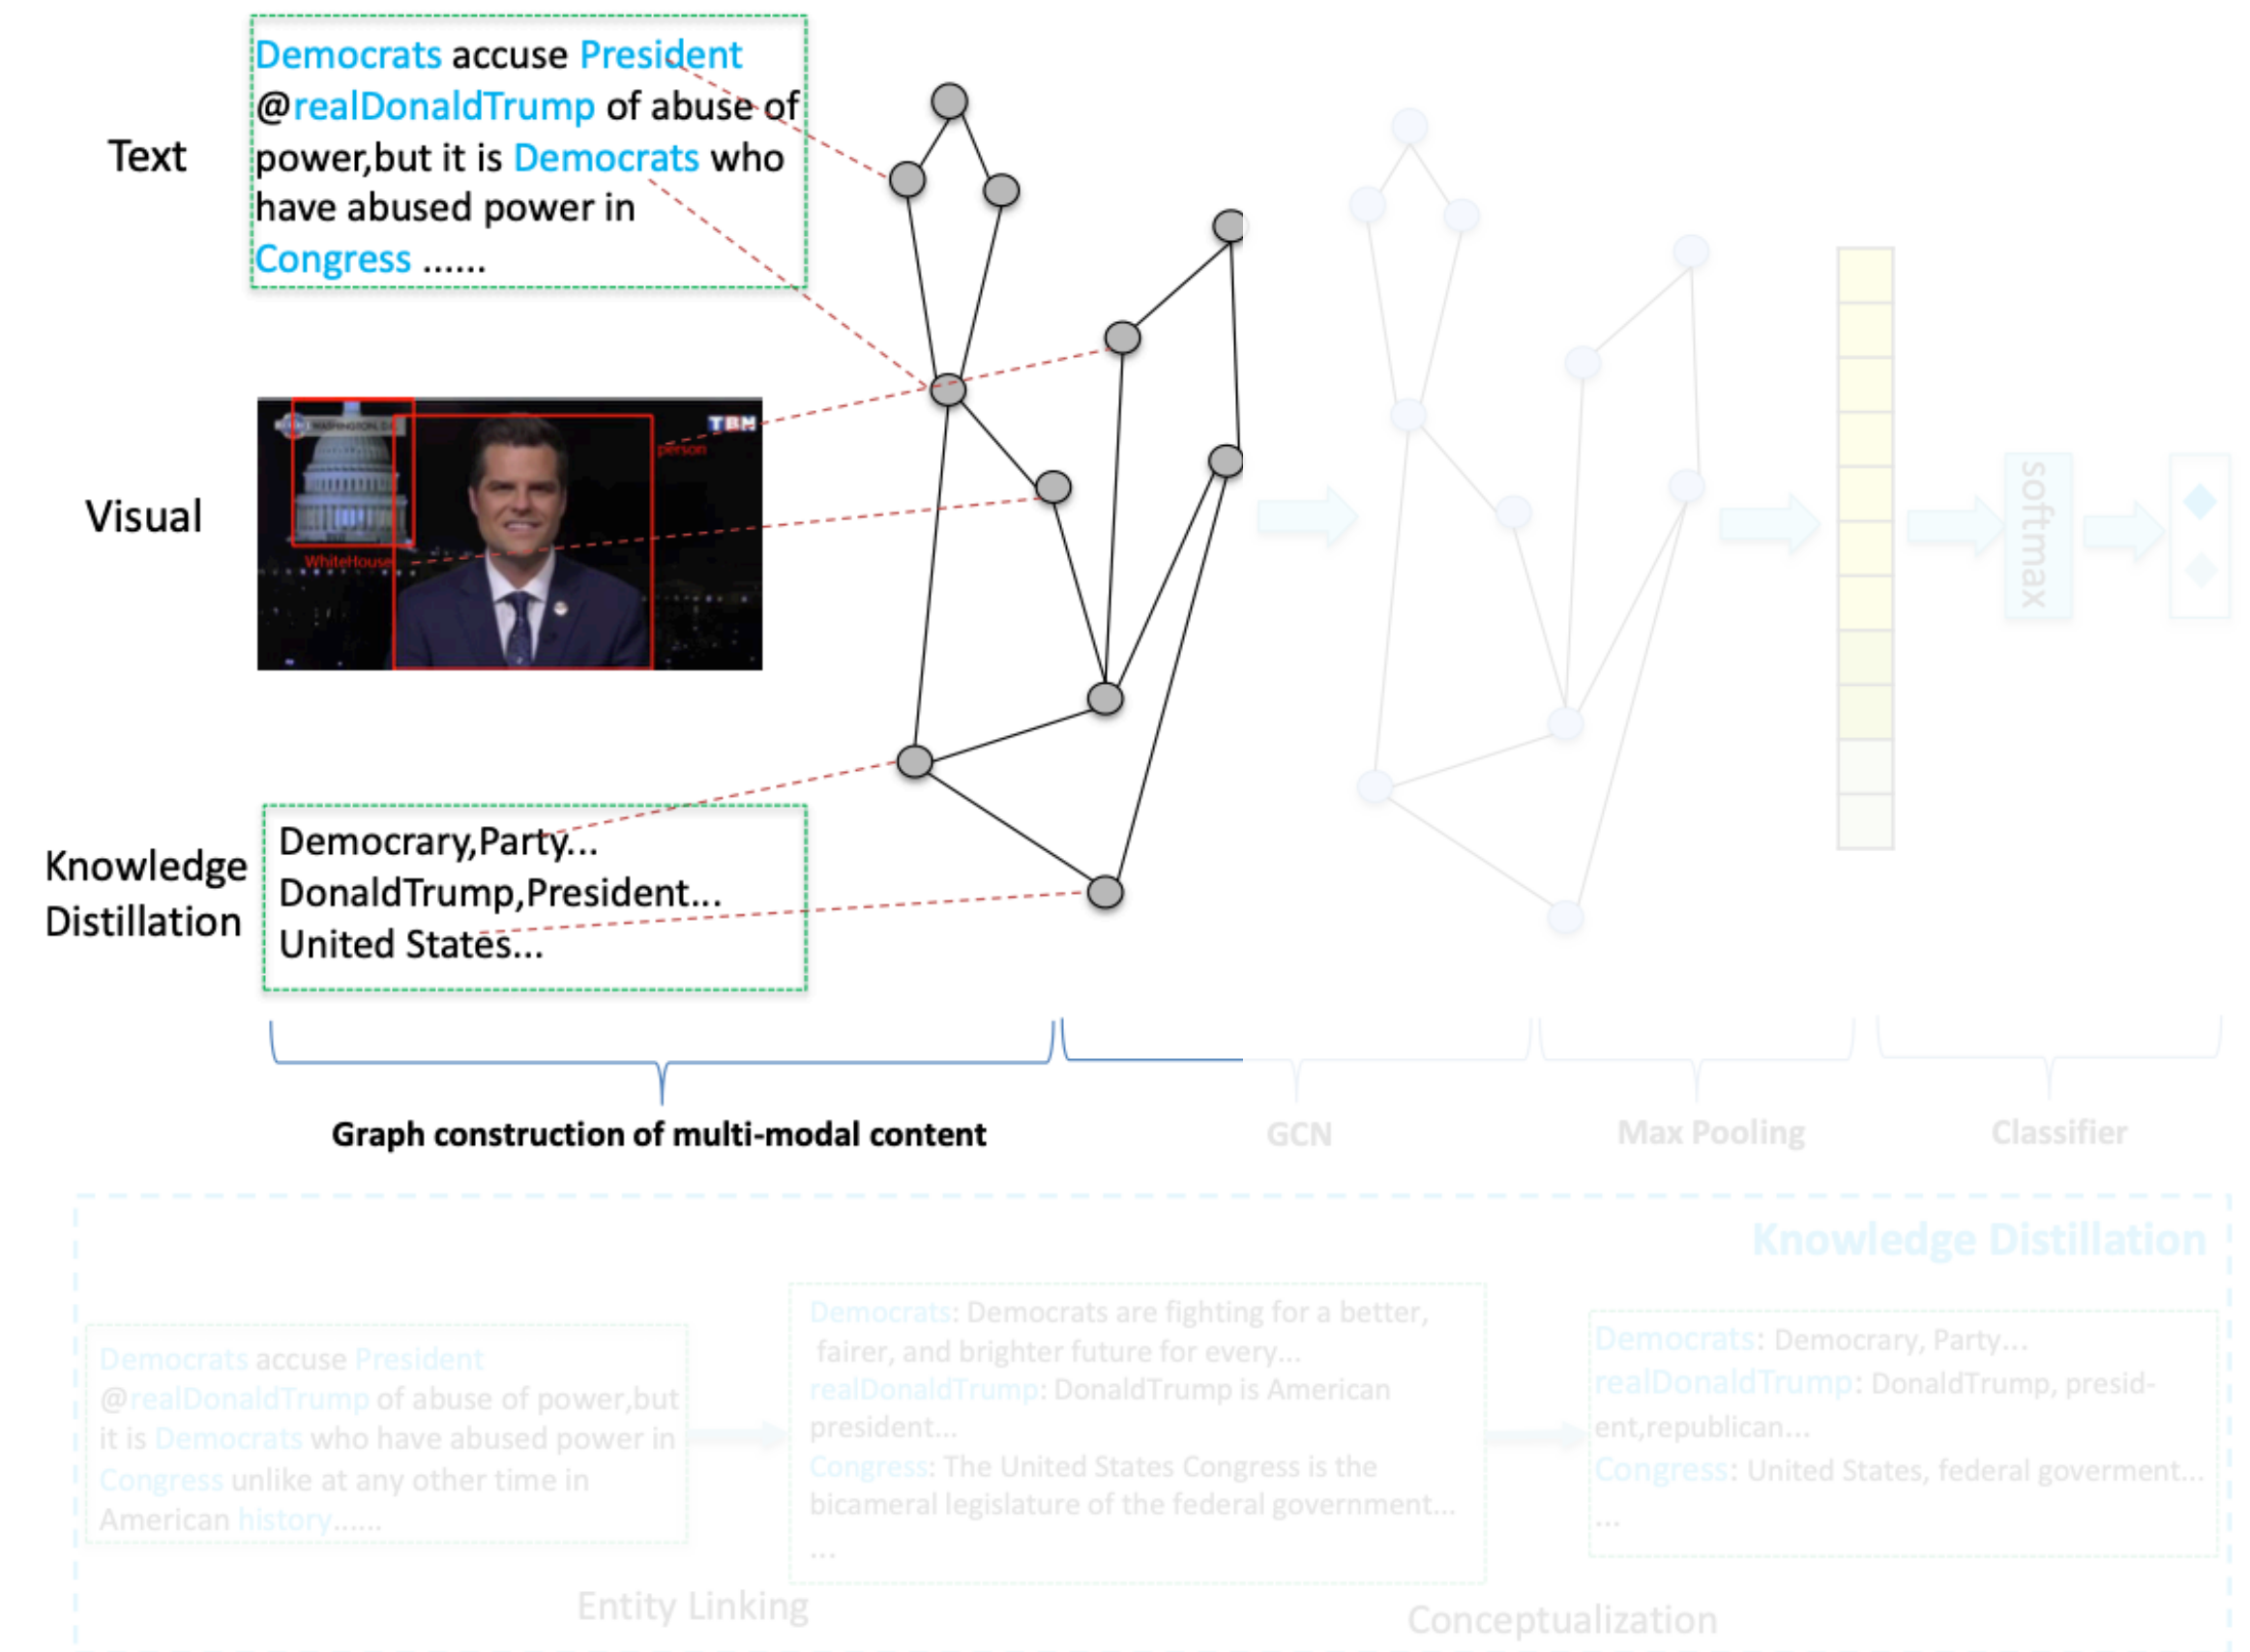 Text
Democrats accuse President
@realDonaldTrump of abuse of
power,but it is Democrats who
have abused power in
Congress ......
Visual
WASHINGTON, D.C.
TBN
person
WhiteHouse
Knowledge
Distillation
Democrary,Party...
DonaldTrump,President...
United States...
softmax
Graph construction of multi-modal content
GCN
Max Pooling
Classifier
Knowledge Distillation
Democrats accuse President
@realDonaldTrump of abuse of power,but
it is Democrats who have abused power in
Congress unlike at any other time in
American history......
Democrats: Democrats are fighting for a better,
fairer, and brighter future for every...
realDonaldTrump: DonaldTrump is American
president...
Congress: The United States Congress is the
bicameral legislature of the federal government...
...
Democrats: Democrary, Party...
realDonaldTrump: DonaldTrump, presid-
ent,republican...
Congress: United States, federal goverment...
...
Entity Linking
Conceptualization